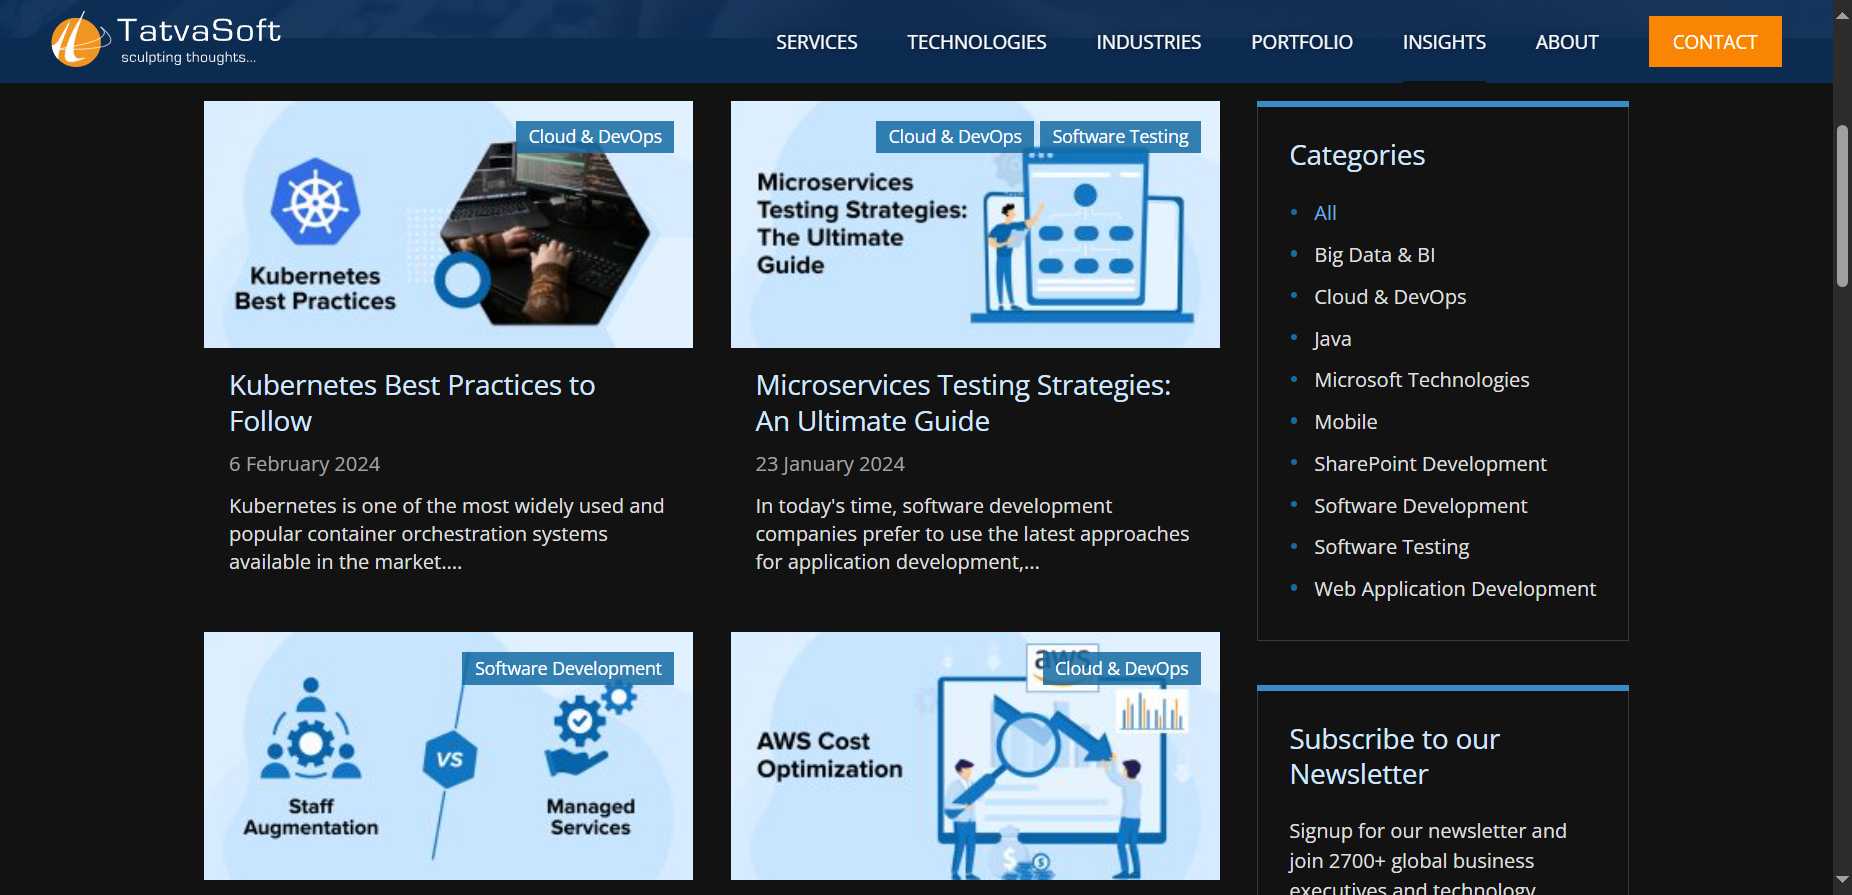 TatvaSoft
sculpting thoughts...
SERVICES
TECHNOLOGIES
INDUSTRIES
PORTFOLIO
INSIGHTS
ABOUT
CONTACT
Cloud & DevOps
Kubernetes
Best Practices
Kubernetes Best Practices to
Follow
6 February 2024
Kubernetes is one of the most widely used and
popular container orchestration systems
available in the market....
Cloud & DevOps
Software Testing
Microservices
Testing Strategies:
The Ultimate
Guide
Microservices Testing Strategies:
An Ultimate Guide
23 January 2024
In today's time, software development
companies prefer to use the latest approaches
for application development,...
Software Development
Staff
Augmentation
VS
Managed
Services
aws
Cloud & DevOps
AWS Cost
Optimization
$
$
Categories
All
Big Data & BI
Cloud & DevOps
Java
Microsoft Technologies
Mobile
SharePoint Development
Software Development
Software Testing
Web Application Development
Subscribe to our
Newsletter
Signup for our newsletter and
join 2700+ global business
executives and technology